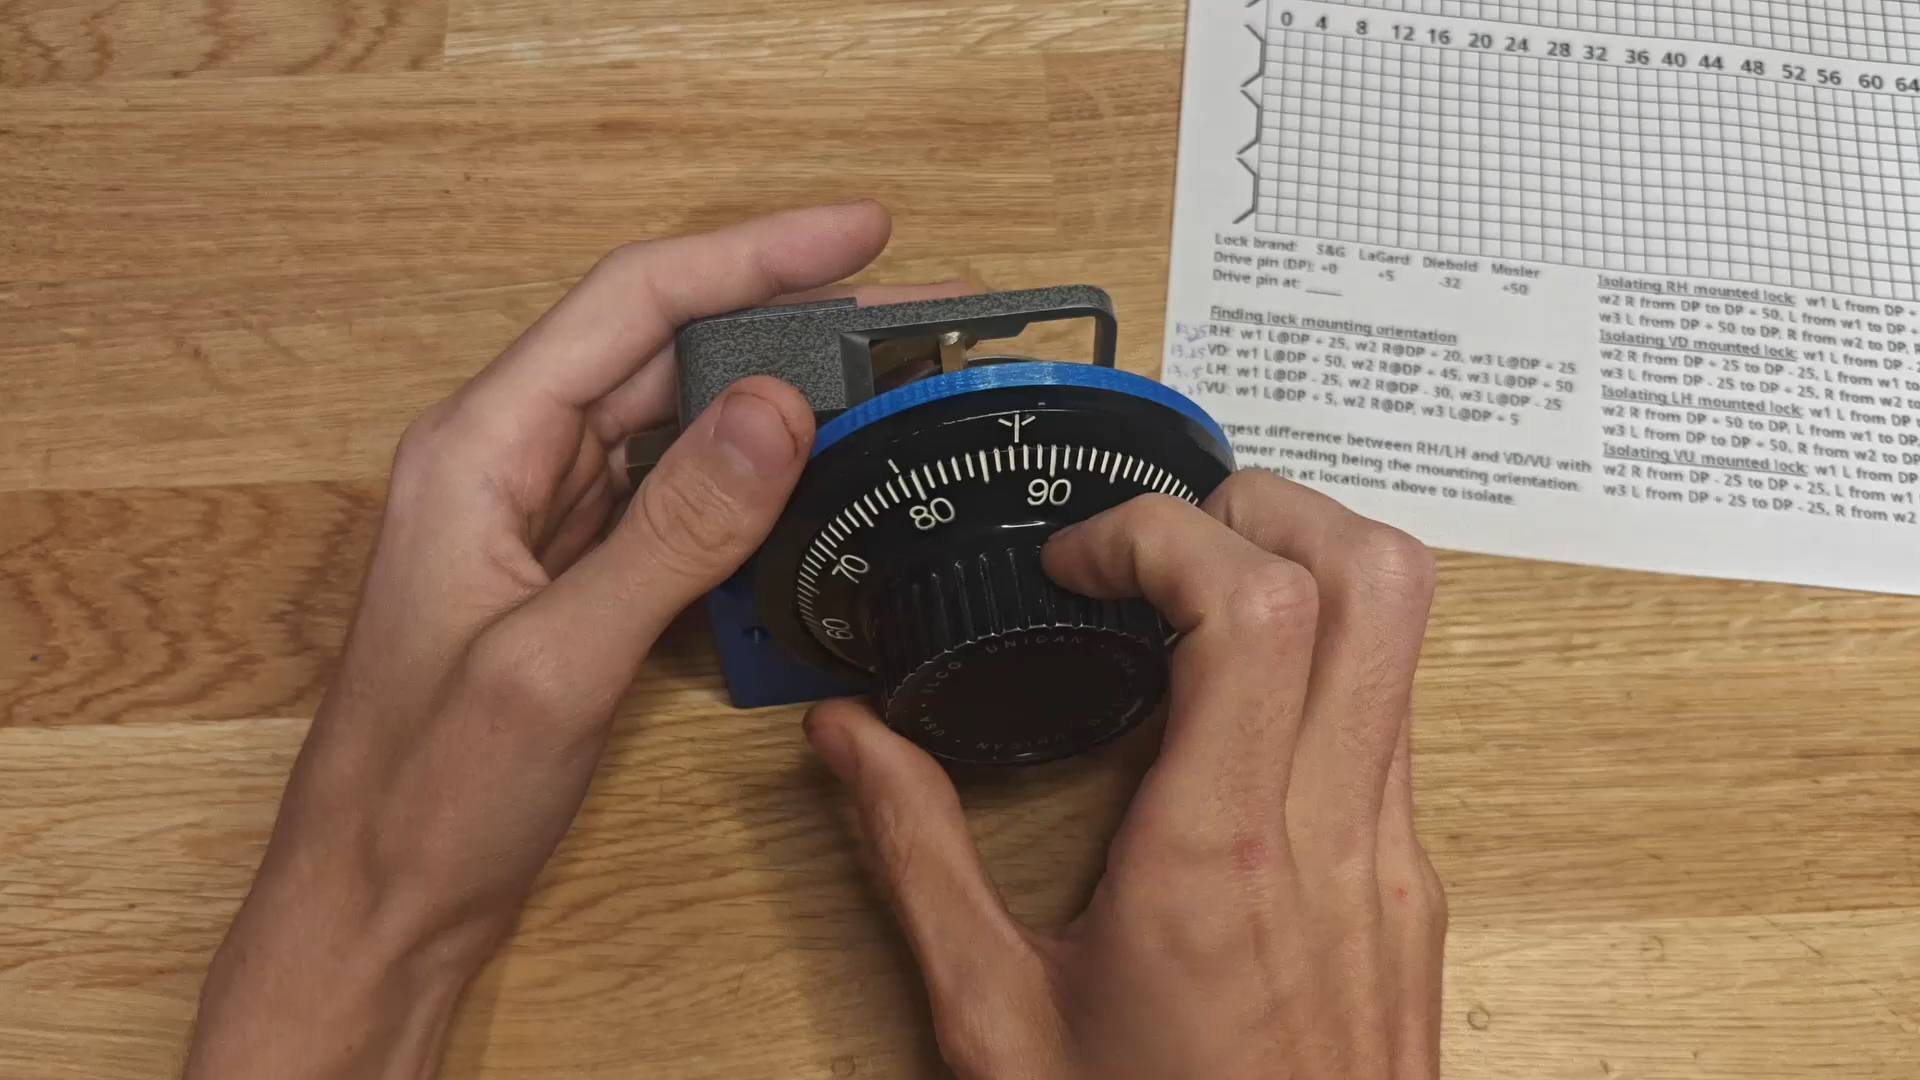 0 4 8 12 16 20 24 28 32 36 40 44 48 52 56 60 64
Lock brand: S&G LaGard Diebold Mosler
Drive pin (DP): +0 +5 -32 +50
Drive pin at: ____
Finding lock mounting orientation
RH: w1 L@DP + 25, w2 R@DP + 20, w3 L@DP + 25
13.25 VD: w1 L@DP + 50, w2 R@DP + 45, w3 L@DP + 50
13.5 LH: w1 L@DP - 25, w2 R@DP - 30, w3 L@DP - 25
VU: w1 L@DP + 5, w2 R@DP, w3 L@DP + 5
rgest difference between RH/LH and VD/VU with
lower reading being the mounting orientation.
wheels at locations above to isolate.
Isolating RH mounted lock: w1 L from DP +
w2 R from DP to DP + 50, L from w1 to DP +
w3 L from DP + 50 to DP, R from w2 to DP,
Isolating VD mounted lock: w1 L from DP -
w2 R from DP + 25 to DP - 25, L from w1 to
w3 L from DP - 25 to DP + 25, R from w2 to
Isolating LH mounted lock: w1 L from DP
w2 R from DP + 50 to DP, L from w1 to DP
w3 L from DP to DP + 50, R from w2 to DP
Isolating VU mounted lock: w1 L from DP
w2 R from DP - 25 to DP + 25, L from w1
w3 L from DP + 25 to DP - 25, R from w2
60 70 80 90
ILCO UNICAN • USA
USA • UNICAN